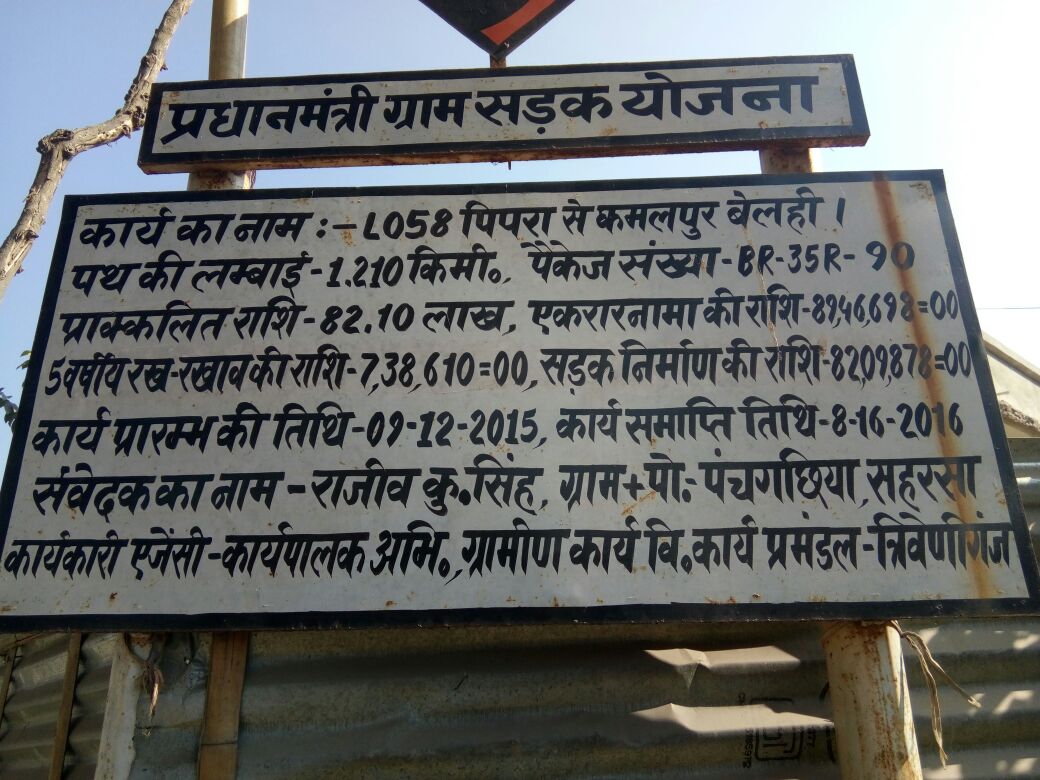 प्रधानमंत्री ग्राम सड़क योजना
कार्य का नाम :- L058 पिपरा से कमलपुर बेलही ।
पथ की लम्बाई-1.210 किमी०, पैकेज संख्या-BR-35R-90
प्राक्कलित राशि-82.10 लाख, एकरारनामा की राशि-89,46,698=00
5 वर्षीय रख-रखाव की राशि-7,38,610=00, सड़क निर्माण की राशि-82,09,878=00
कार्य प्रारम्भ की तिथि-09-12-2015, कार्य समाप्ति तिथि-8-16-2016
संवेदक का नाम - राजीव कु० सिंह, ग्राम+पो:- पंचगछिया, सहरसा
कार्यकारी एजेंसी-कार्यपालक अभि०, ग्रामीण कार्य वि० कार्य प्रमंडल-त्रिवेणीगंज